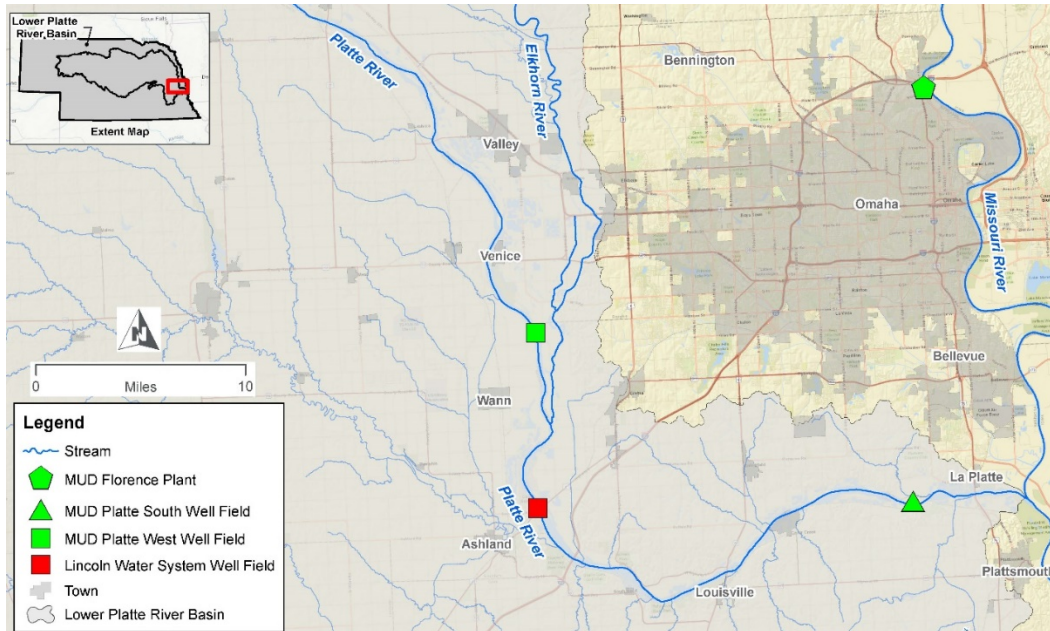 Lower Platte
River Basin
Extent Map
Platte River
Elkhorn River
Bennington
Valley
Omaha
Missouri River
Venice
N
0 10
Miles
Bellevue
Wann
La Platte
Platte River
Ashland
Louisville
Plattsmouth
Legend
Stream
MUD Florence Plant
MUD Platte South Well Field
MUD Platte West Well Field
Lincoln Water System Well Field
Town
Lower Platte River Basin